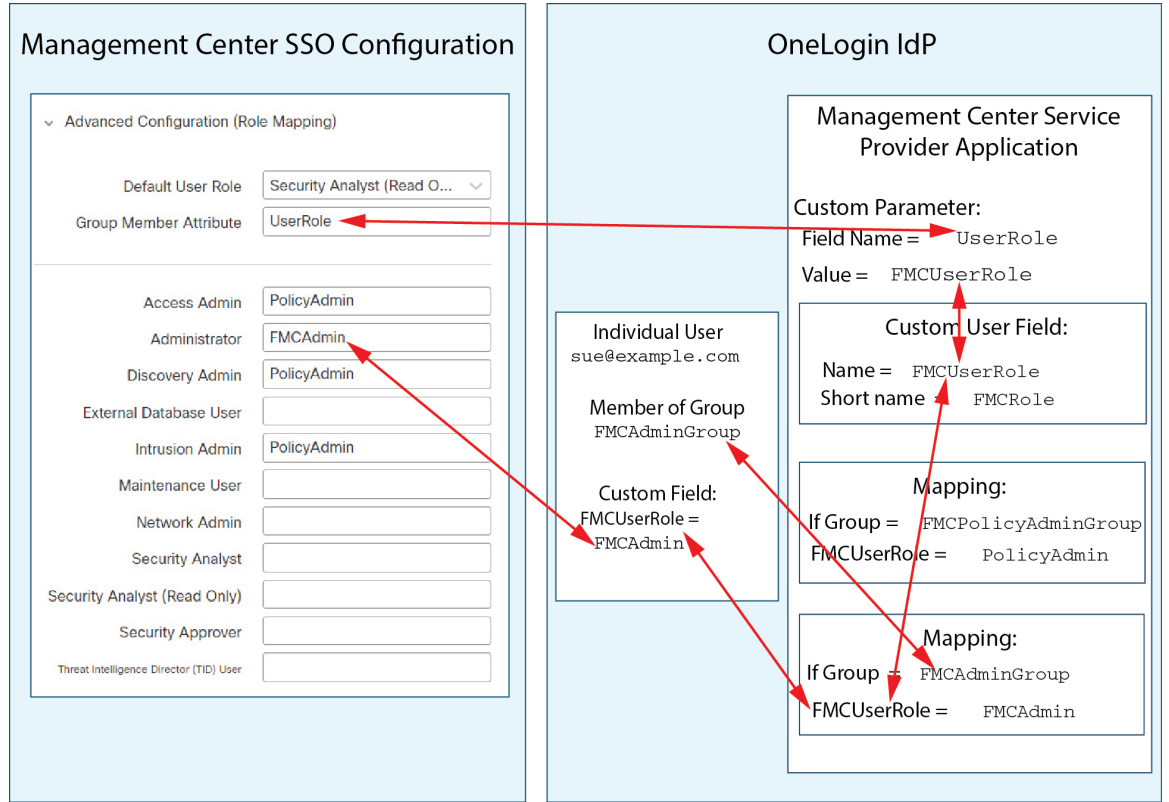 Management Center SSO Configuration
Advanced Configuration (Role Mapping)
Default User Role Security Analyst (Read O...
Group Member Attribute UserRole
Access Admin PolicyAdmin
Administrator FMCAdmin
Discovery Admin PolicyAdmin
External Database User
Intrusion Admin PolicyAdmin
Maintenance User
Network Admin
Security Analyst
Security Analyst (Read Only)
Security Approver
Threat Intelligence Director (TID) User
OneLogin IdP
Individual User
sue@example.com
Member of Group
FMCAdminGroup
Custom Field:
FMCUserRole =
FMCAdmin
Management Center Service
Provider Application
Custom Parameter:
Field Name = UserRole
Value = FMCUserRole
Custom User Field:
Name = FMCUserRole
Short name = FMCRole
Mapping:
If Group = FMCPolicyAdminGroup
FMCUserRole = PolicyAdmin
Mapping:
If Group = FMCAdminGroup
FMCUserRole = FMCAdmin